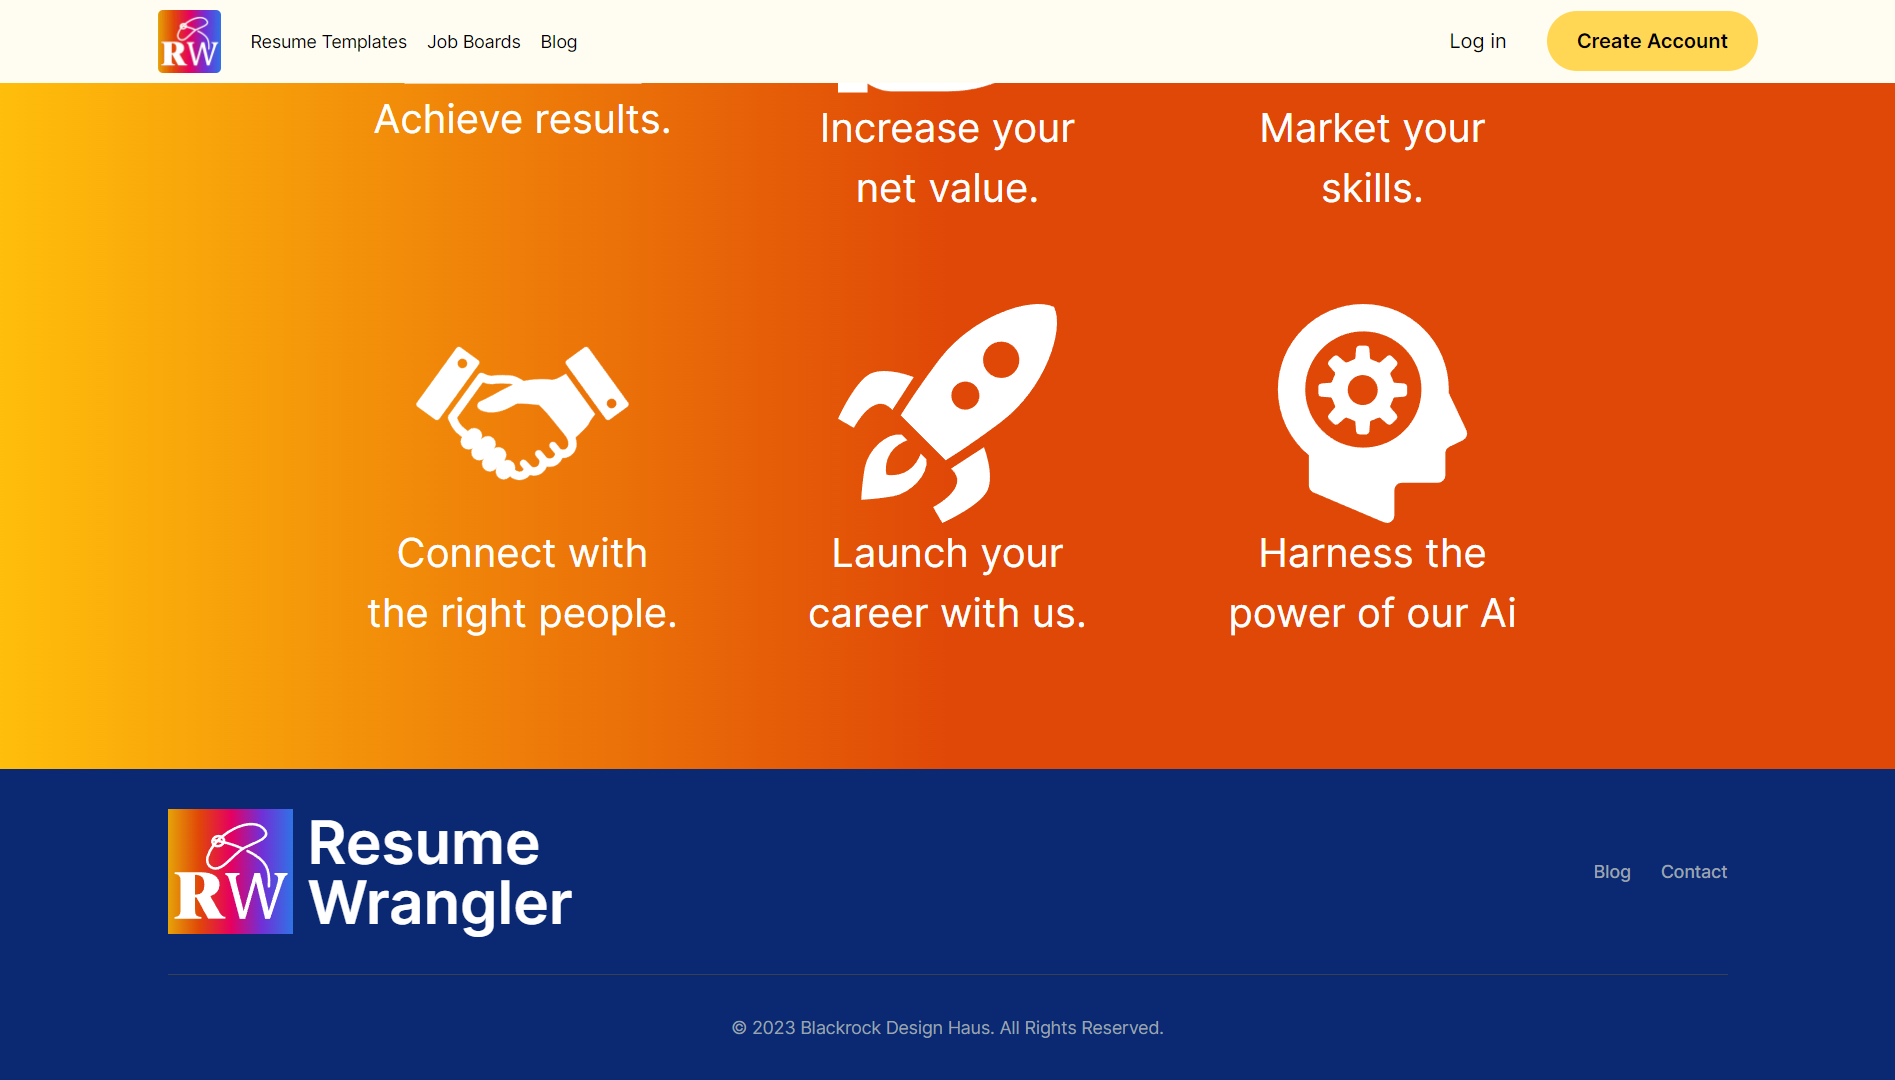 RW
Resume Templates
Job Boards
Blog
Log in
Create Account
Achieve results.
Increase your
net value.
Market your
skills.
Connect with
the right people.
Launch your
career with us.
Harness the
power of our Ai
RW
Resume
Wrangler
Blog
Contact
© 2023 Blackrock Design Haus. All Rights Reserved.